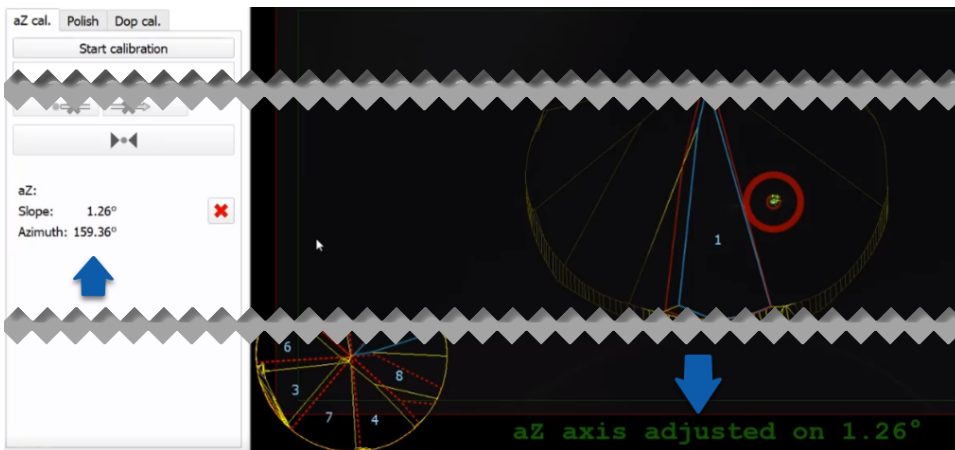 aZ cal. Polish Dop cal.
Start calibration
aZ:
Slope: 1.26°
Azimuth: 159.36°
1
6
8
3
7
4
aZ axis adjusted on 1.26°